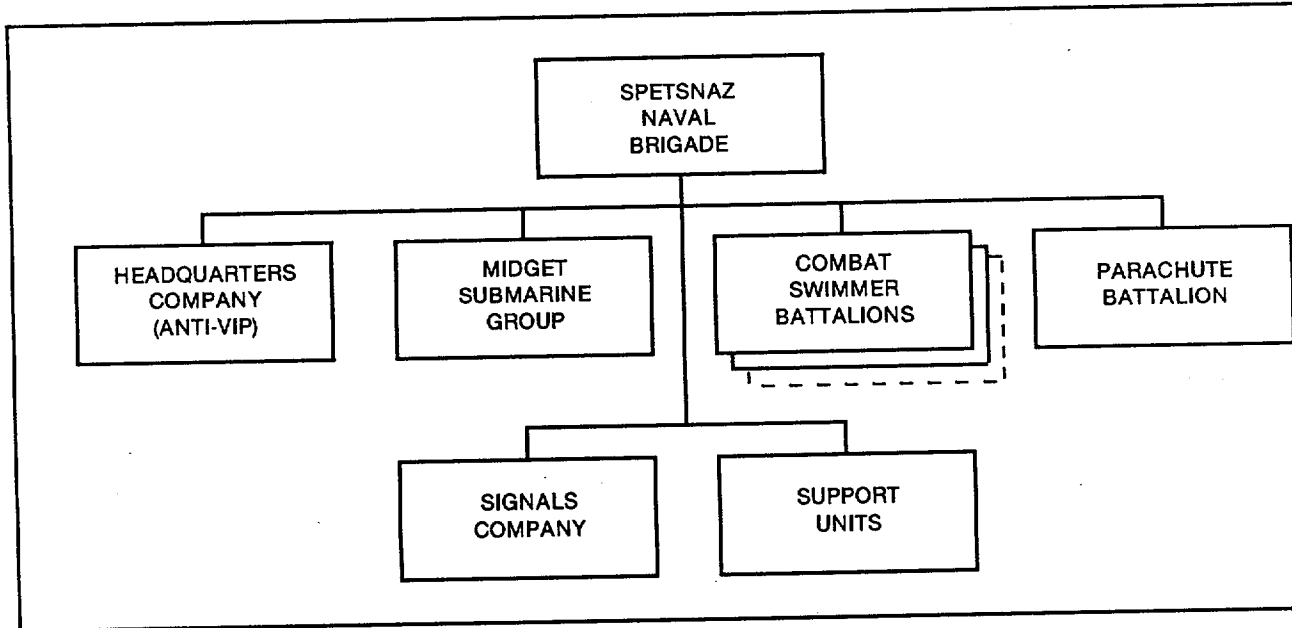 SPETSNAZ
NAVAL
BRIGADE
HEADQUARTERS
COMPANY
(ANTI-VIP)
MIDGET
SUBMARINE
GROUP
COMBAT
SWIMMER
BATTALIONS
PARACHUTE
BATTALION
SIGNALS
COMPANY
SUPPORT
UNITS